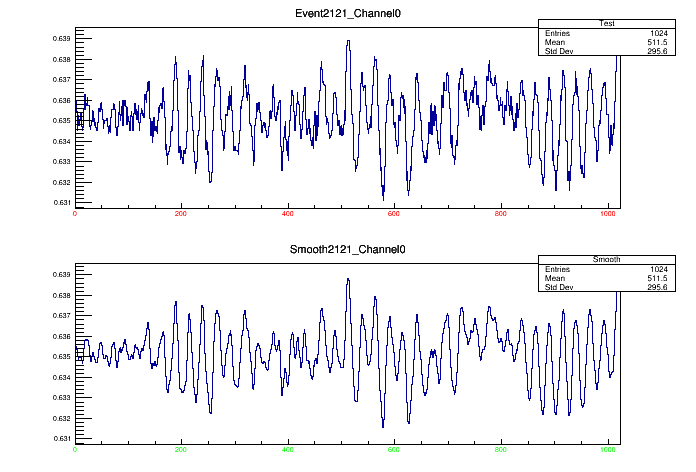 Event2121_Channel0
Test
Entries 1024
Mean 511.5
Std Dev 295.6
0.639
0.638
0.637
0.636
0.635
0.634
0.633
0.632
0.631
0 200 400 600 800 1000
Smooth2121_Channel0
Smooth
Entries 1024
Mean 511.5
Std Dev 295.6
0.639
0.638
0.637
0.636
0.635
0.634
0.633
0.632
0.631
0 200 400 600 800 1000